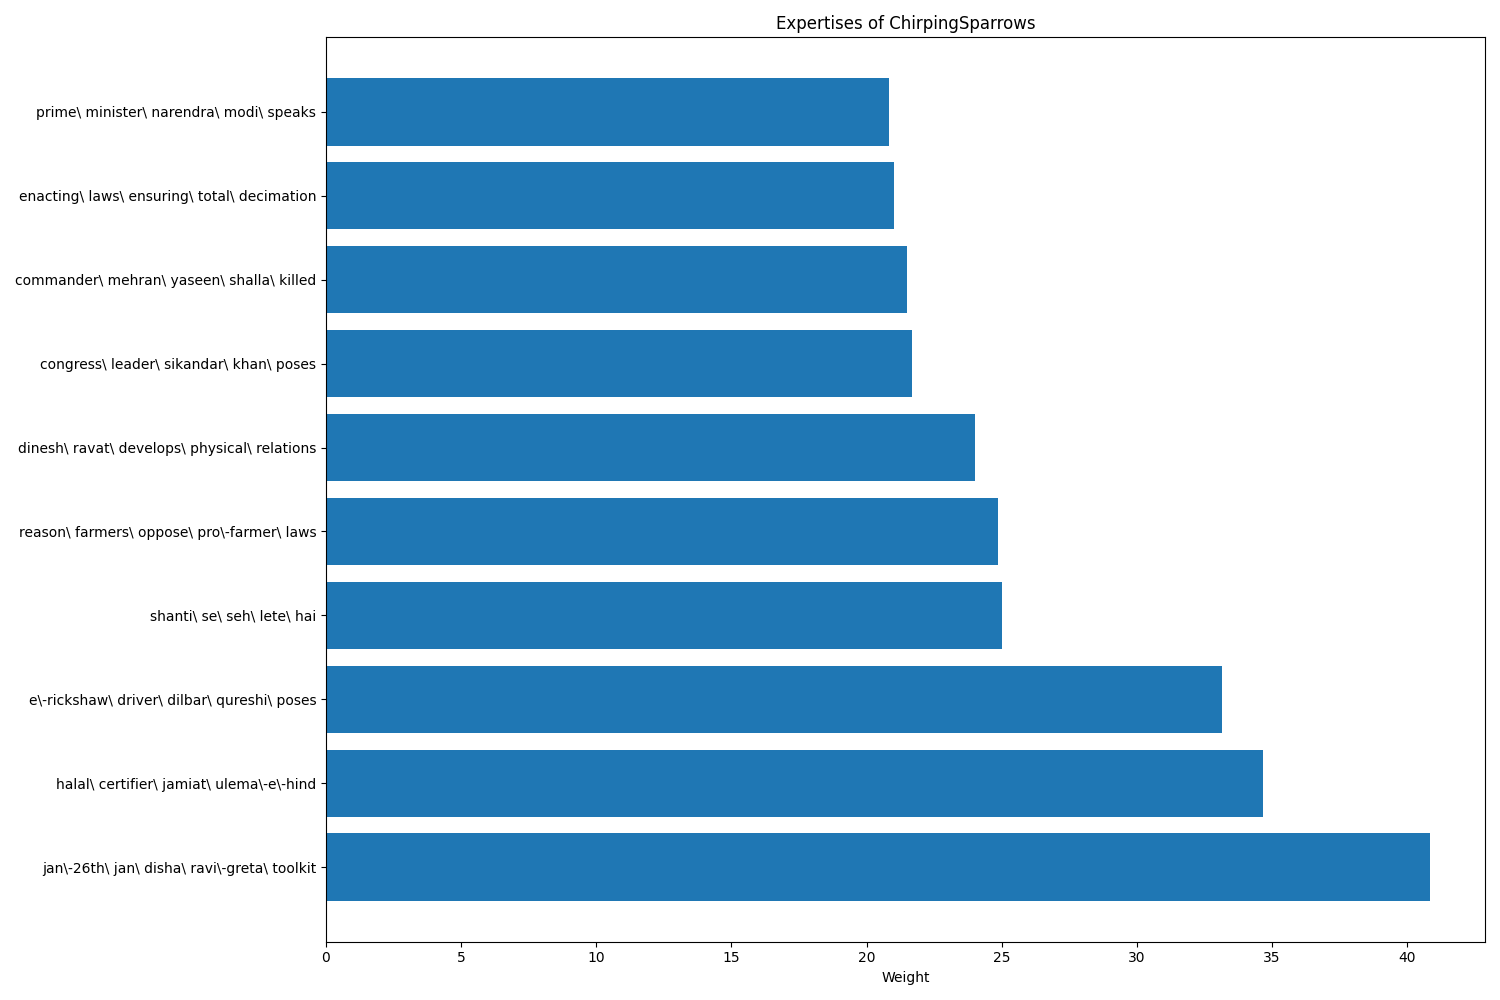 Expertises of ChirpingSparrows
prime\ minister\ narendra\ modi\ speaks
enacting\ laws\ ensuring\ total\ decimation
commander\ mehran\ yaseen\ shalla\ killed
congress\ leader\ sikandar\ khan\ poses
dinesh\ ravat\ develops\ physical\ relations
reason\ farmers\ oppose\ pro\-farmer\ laws
shanti\ se\ seh\ lete\ hai
e\-rickshaw\ driver\ dilbar\ qureshi\ poses
halal\ certifier\ jamiat\ ulema\-e\-hind
jan\-26th\ jan\ disha\ ravi\-greta\ toolkit
0 5 10 15 20 25 30 35 40
Weight